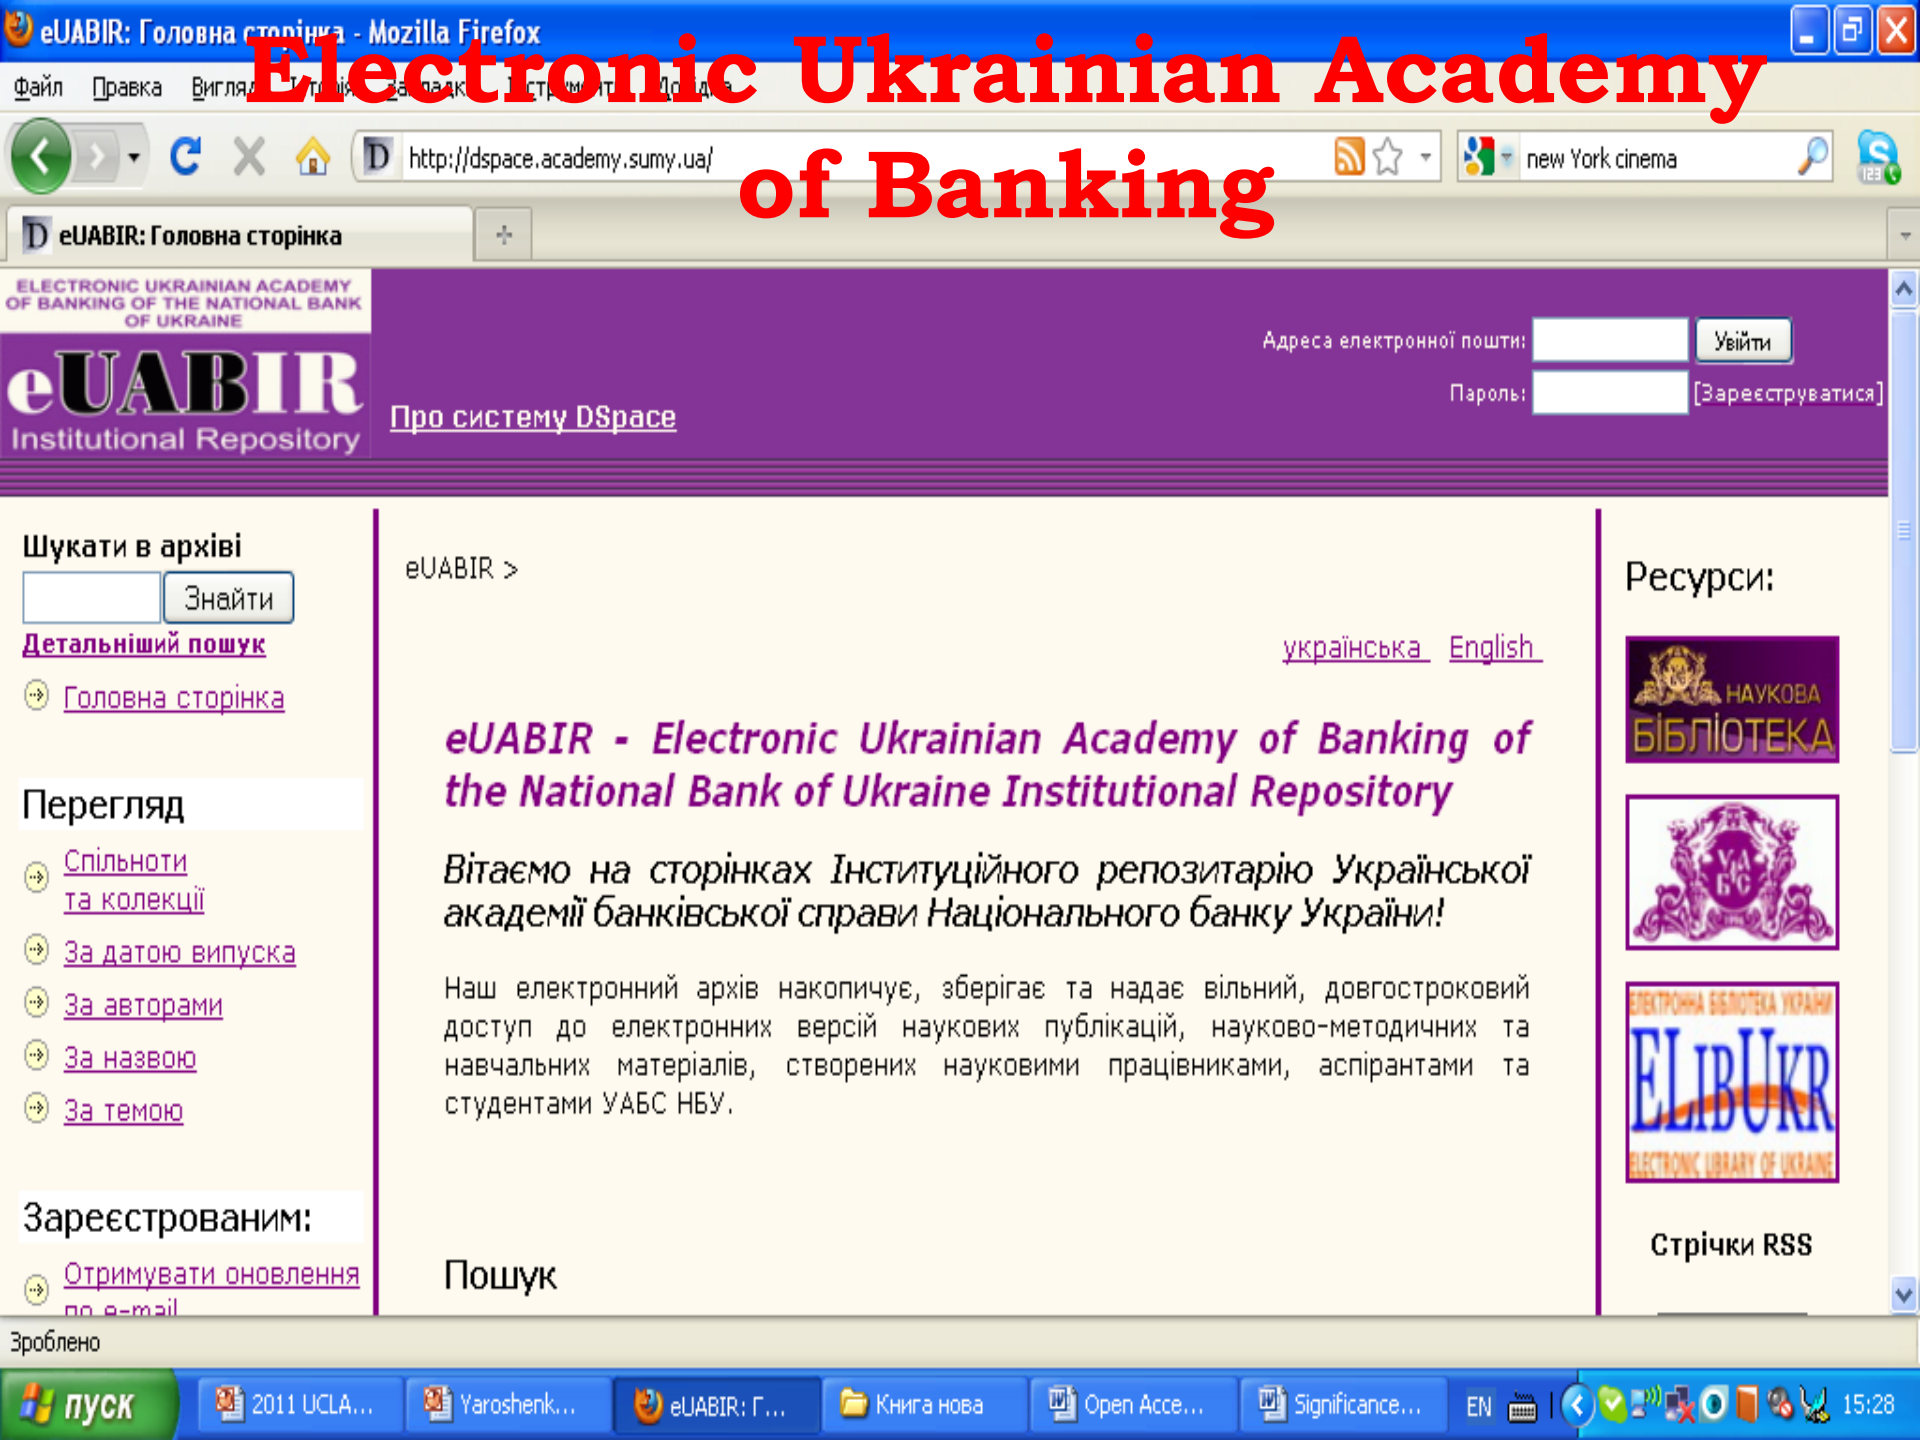 eUABIR: Головна сторінка - Mozilla Firefox
Electronic Ukrainian Academy
of Banking
Файл Правка
http://dspace.academy.sumy.ua/
new York cinema
eUABIR: Головна сторінка
ELECTRONIC UKRAINIAN ACADEMY
OF BANKING OF THE NATIONAL BANK
OF UKRAINE
eUABIR
Institutional Repository
Про систему DSpace
Адреса електронної пошти:
Увійти
Пароль:
[Зареєструватися]
Шукати в архіві
Знайти
Детальніший пошук
Головна сторінка
Перегляд
Спільноти
та колекції
За датою випуска
За авторами
За назвою
За темою
Зареєстрованим:
Отримувати оновлення
по e-mail
eUABIR >
українська English
eUABIR - Electronic Ukrainian Academy of Banking of
the National Bank of Ukraine Institutional Repository
Вітаємо на сторінках Інституційного репозитарію Української
академії банківської справи Національного банку України!
Наш електронний архів накопичує, зберігає та надає вільний, довгостроковий
доступ до електронних версій наукових публікацій, науково-методичних та
навчальних матеріалів, створених науковими працівниками, аспірантами та
студентами УАБС НБУ.
Пошук
Ресурси:
НАУКОВА
БІБЛІОТЕКА
УАБС
ЕЛЕКТРОННА БІБЛІОТЕКА УКРАЇНИ
ELIBUKR
ELECTRONIC LIBRARY OF UKRAINE
Стрічки RSS
Зроблено
пуск
2011 UCLA...
Yaroshenk...
eUABIR: Г...
Книга нова
Open Acce...
Significance...
EN
15:28